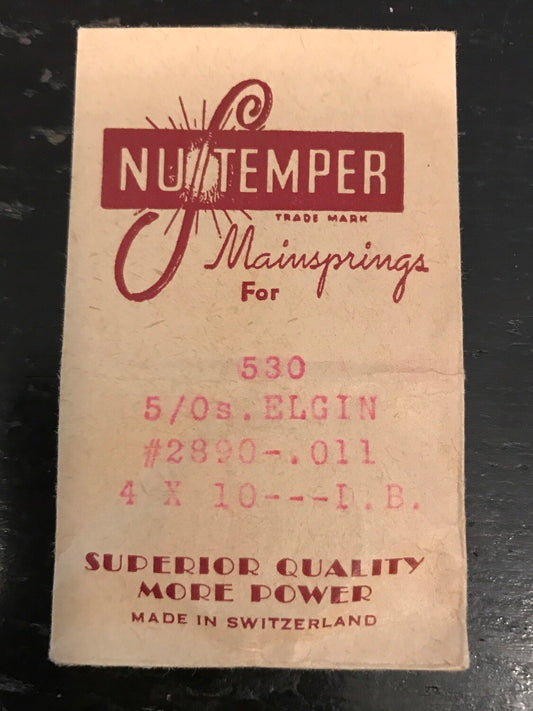 NU TEMPER
TRADE MARK
Mainsprings
For
530
5/0s. ELGIN
#2890-.011
4 X 10---D.B.
SUPERIOR QUALITY
MORE POWER
MADE IN SWITZERLAND